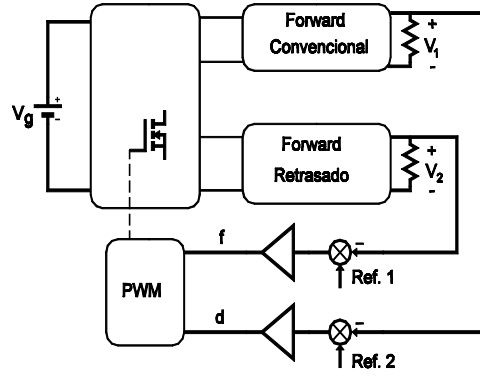 Forward
Convencional
+
V1
-
Vg
+
-
Forward
Retrasado
+
V2
-
f
-
Ref. 1
PWM
d
-
Ref. 2